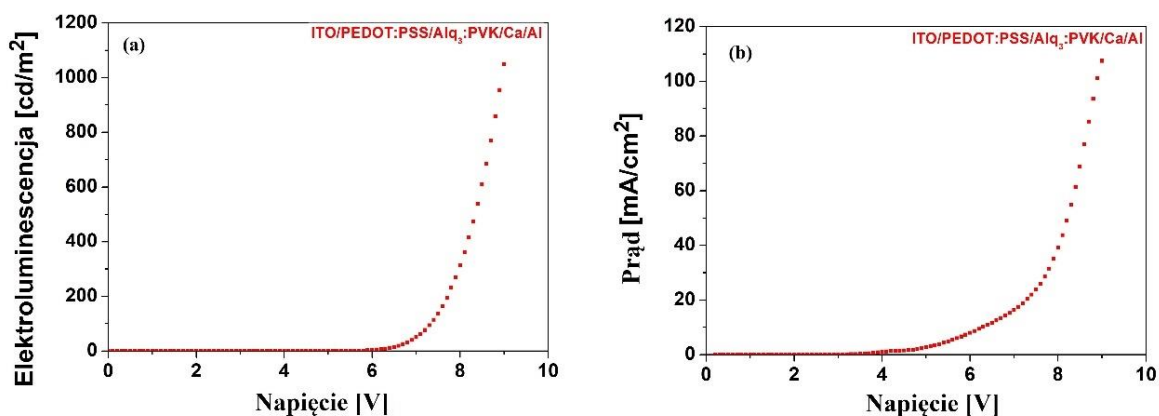 (a)
ITO/PEDOT:PSS/Alq₃:PVK/Ca/Al
Elektroluminescencja [cd/m²]
1200
1000
800
600
400
200
0
0 2 4 6 8 10
Napięcie [V]
(b)
ITO/PEDOT:PSS/Alq₃:PVK/Ca/Al
Prąd [mA/cm²]
120
100
80
60
40
20
0
0 2 4 6 8 10
Napięcie [V]